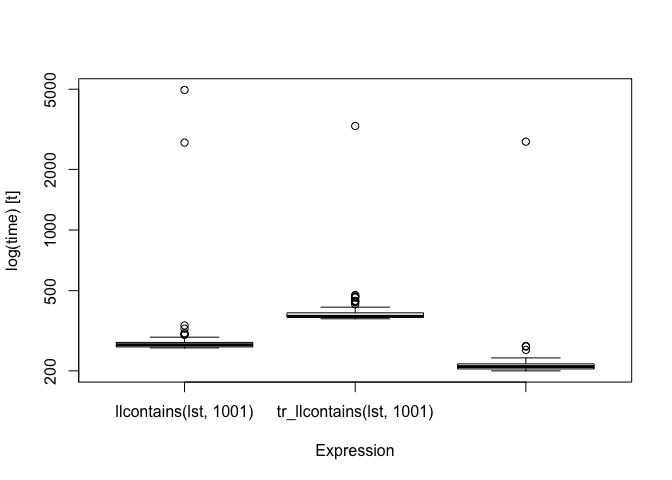 5000
2000
1000
500
200
log(time) [t]
llcontains(lst, 1001) tr_llcontains(lst, 1001)
Expression